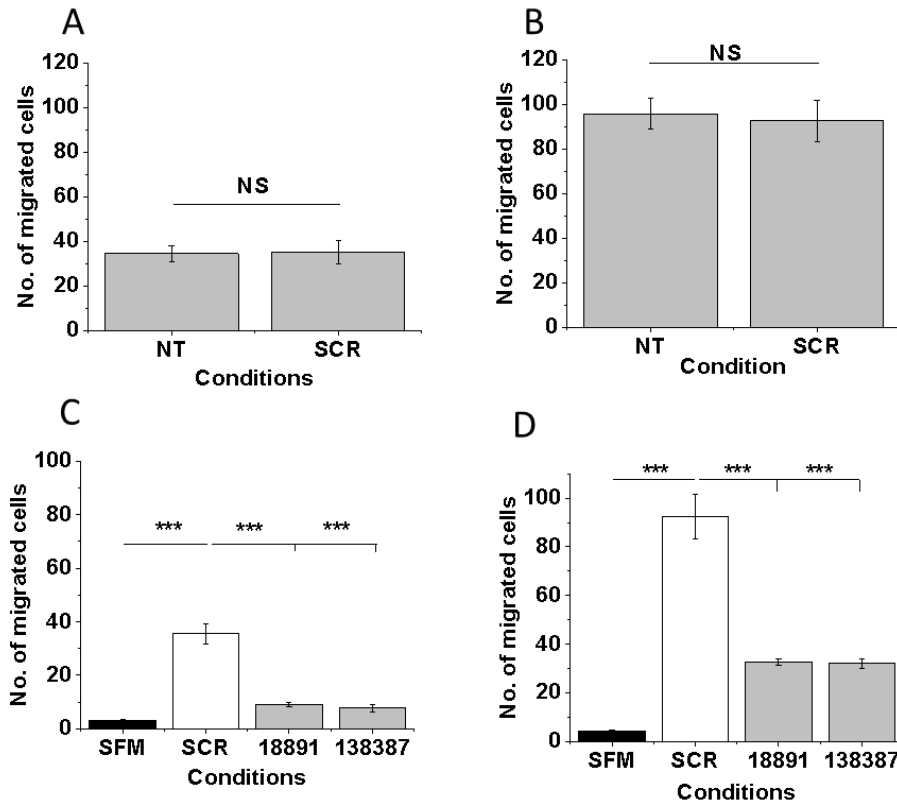 A
No. of migrated cells
120
100
80
60
40
20
0
NS
NT SCR
Conditions
B
No. of migrated cells
120
100
80
60
40
20
0
NS
NT SCR
Condition
C
No. of migrated cells
100
80
60
40
20
0
*** *** ***
SFM SCR 18891 138387
Conditions
D
No. of migrated cells
100
80
60
40
20
0
*** *** ***
SFM SCR 18891 138387
Conditions